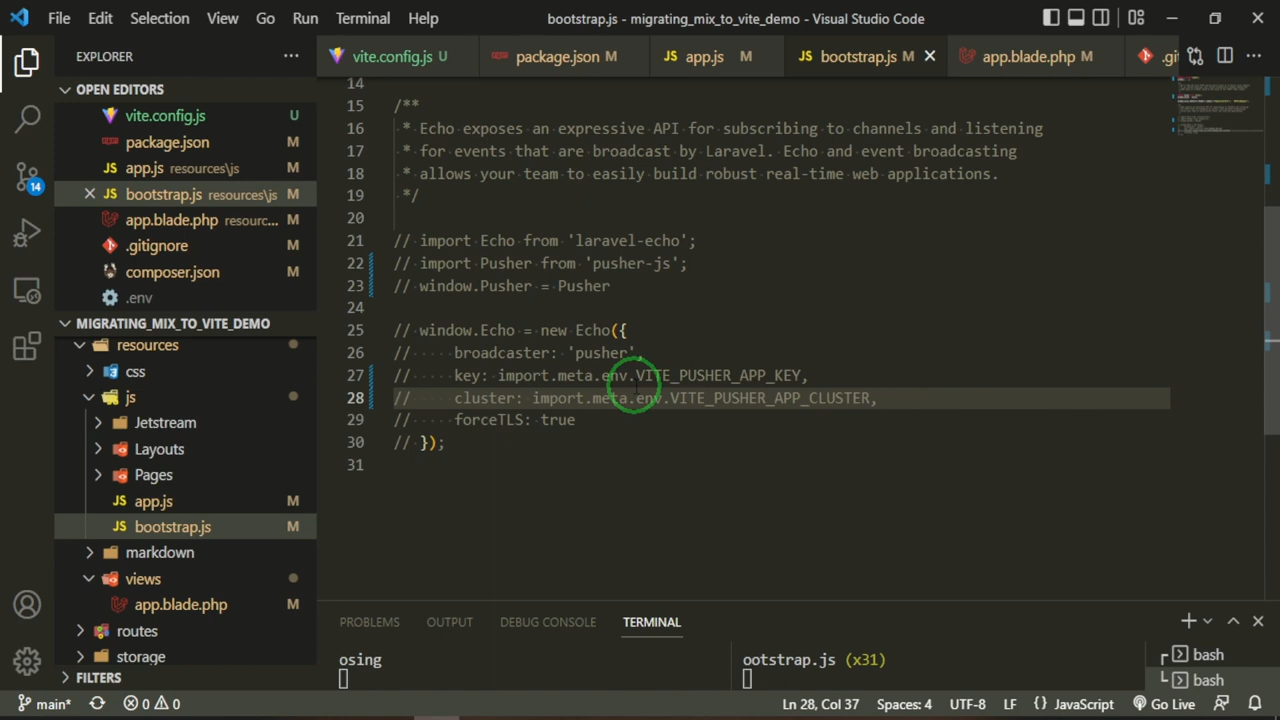 File Edit Selection View Go Run Terminal Help
bootstrap.js - migrating_mix_to_vite_demo - Visual Studio Code
EXPLORER
OPEN EDITORS
vite.config.js U
package.json M
app.js resources\js M
bootstrap.js resources\js M
app.blade.php resourc... M
.gitignore M
composer.json M
.env
14
MIGRATING_MIX_TO_VITE_DEMO
resources
css
js
Jetstream
Layouts
Pages
app.js M
bootstrap.js M
markdown
views
app.blade.php M
routes
storage
FILTERS
vite.config.js U
package.json M
app.js M
bootstrap.js M
app.blade.php M
.gi
14
15 /**
16 * Echo exposes an expressive API for subscribing to channels and listening
17 * for events that are broadcast by Laravel. Echo and event broadcasting
18 * allows your team to easily build robust real-time web applications.
19 */
20
21 // import Echo from 'laravel-echo';
22 // import Pusher from 'pusher-js';
23 // window.Pusher = Pusher
24
25 // window.Echo = new Echo({
26 //     broadcaster: 'pusher',
27 //     key: import.meta.env.VITE_PUSHER_APP_KEY,
28 //     cluster: import.meta.env.VITE_PUSHER_APP_CLUSTER,
29 //     forceTLS: true
30 // });
31
PROBLEMS OUTPUT DEBUG CONSOLE TERMINAL
osing
ootstrap.js (x31)
bash
bash
main* 0 0 Ln 28, Col 37 Spaces: 4 UTF-8 LF {} JavaScript Go Live